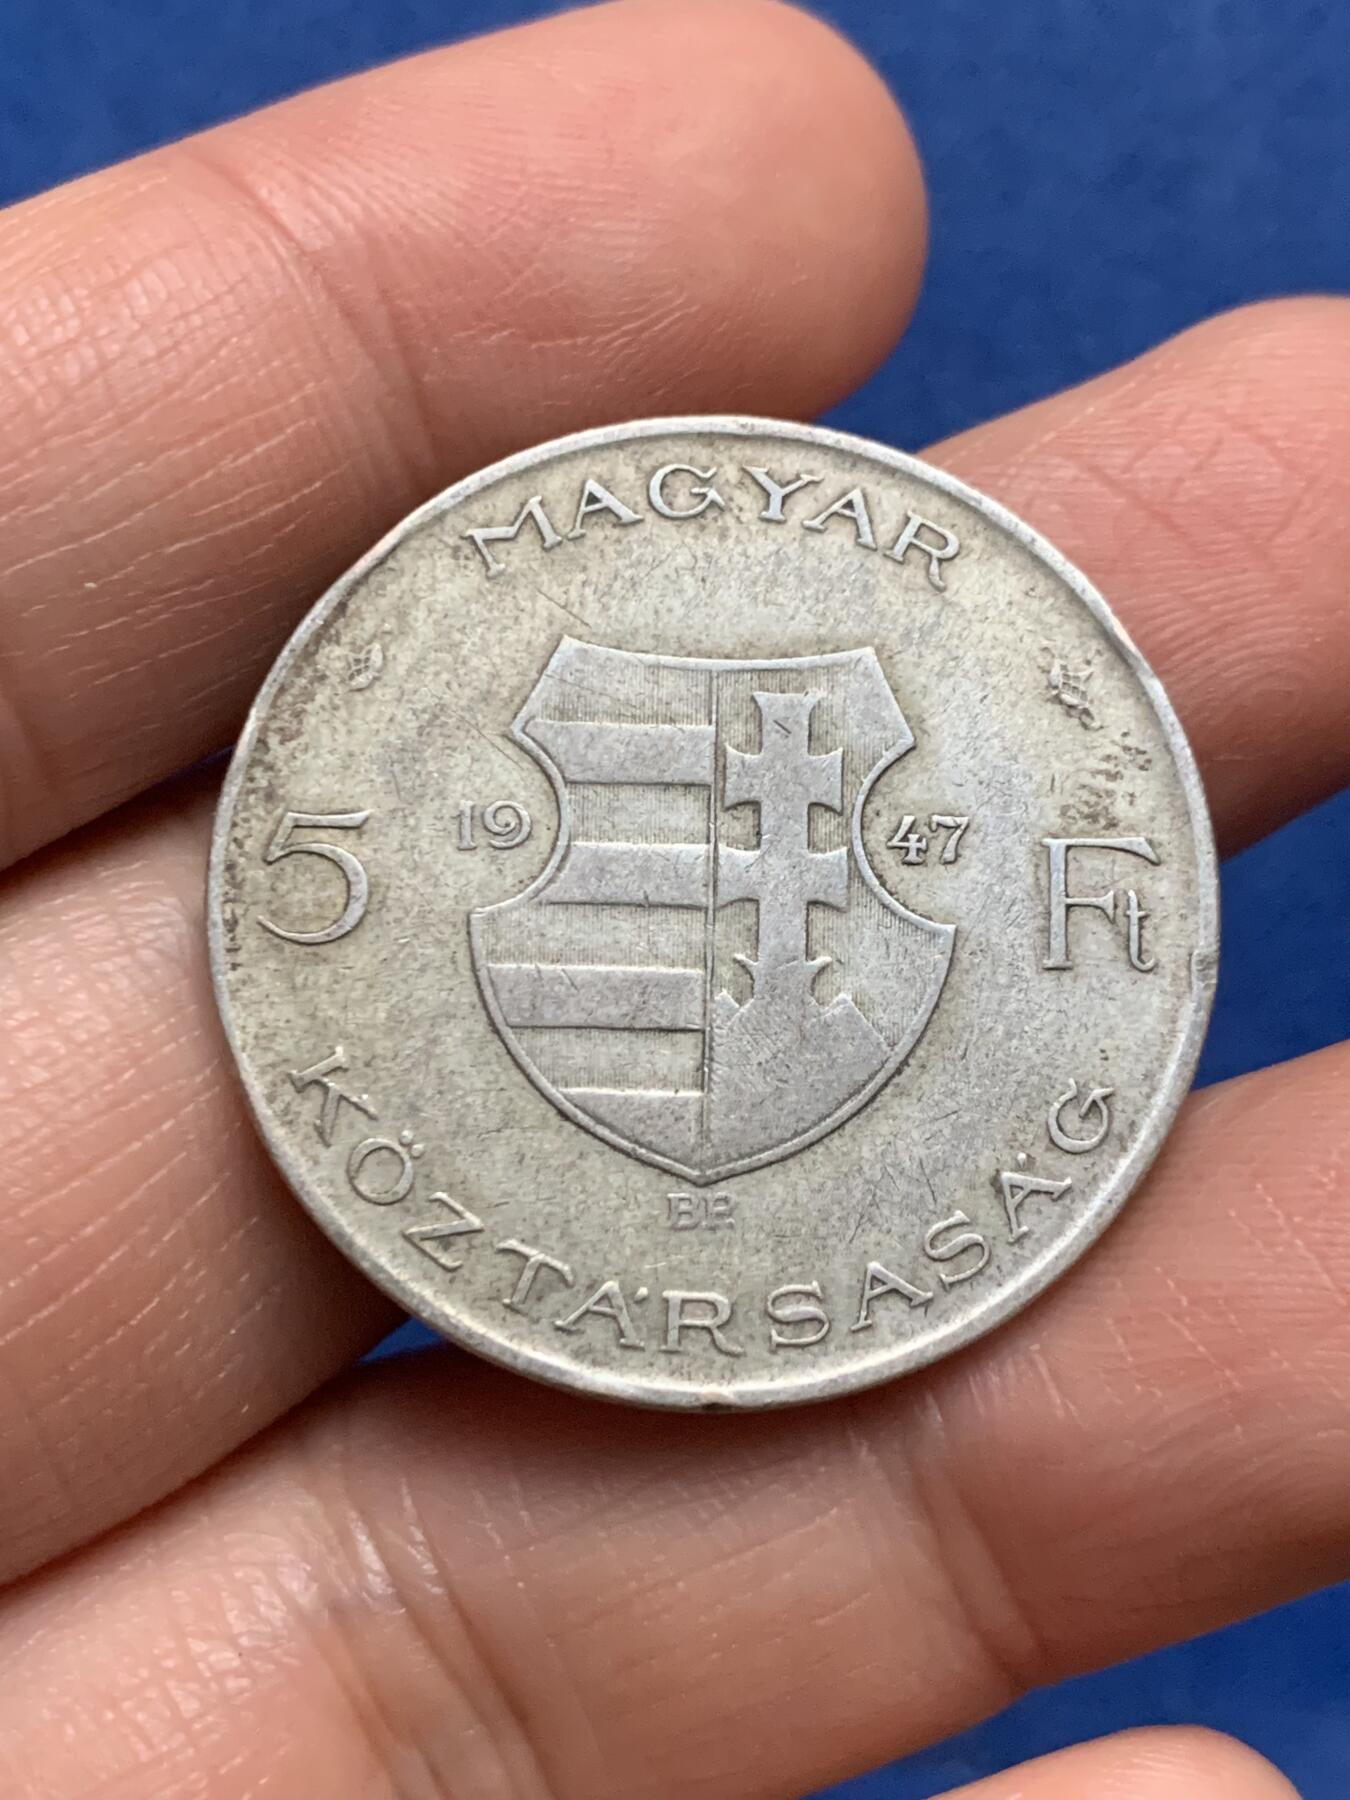 MAGYAR
19 47
5 Ft
BP.
KÖZTÁRSASÁG